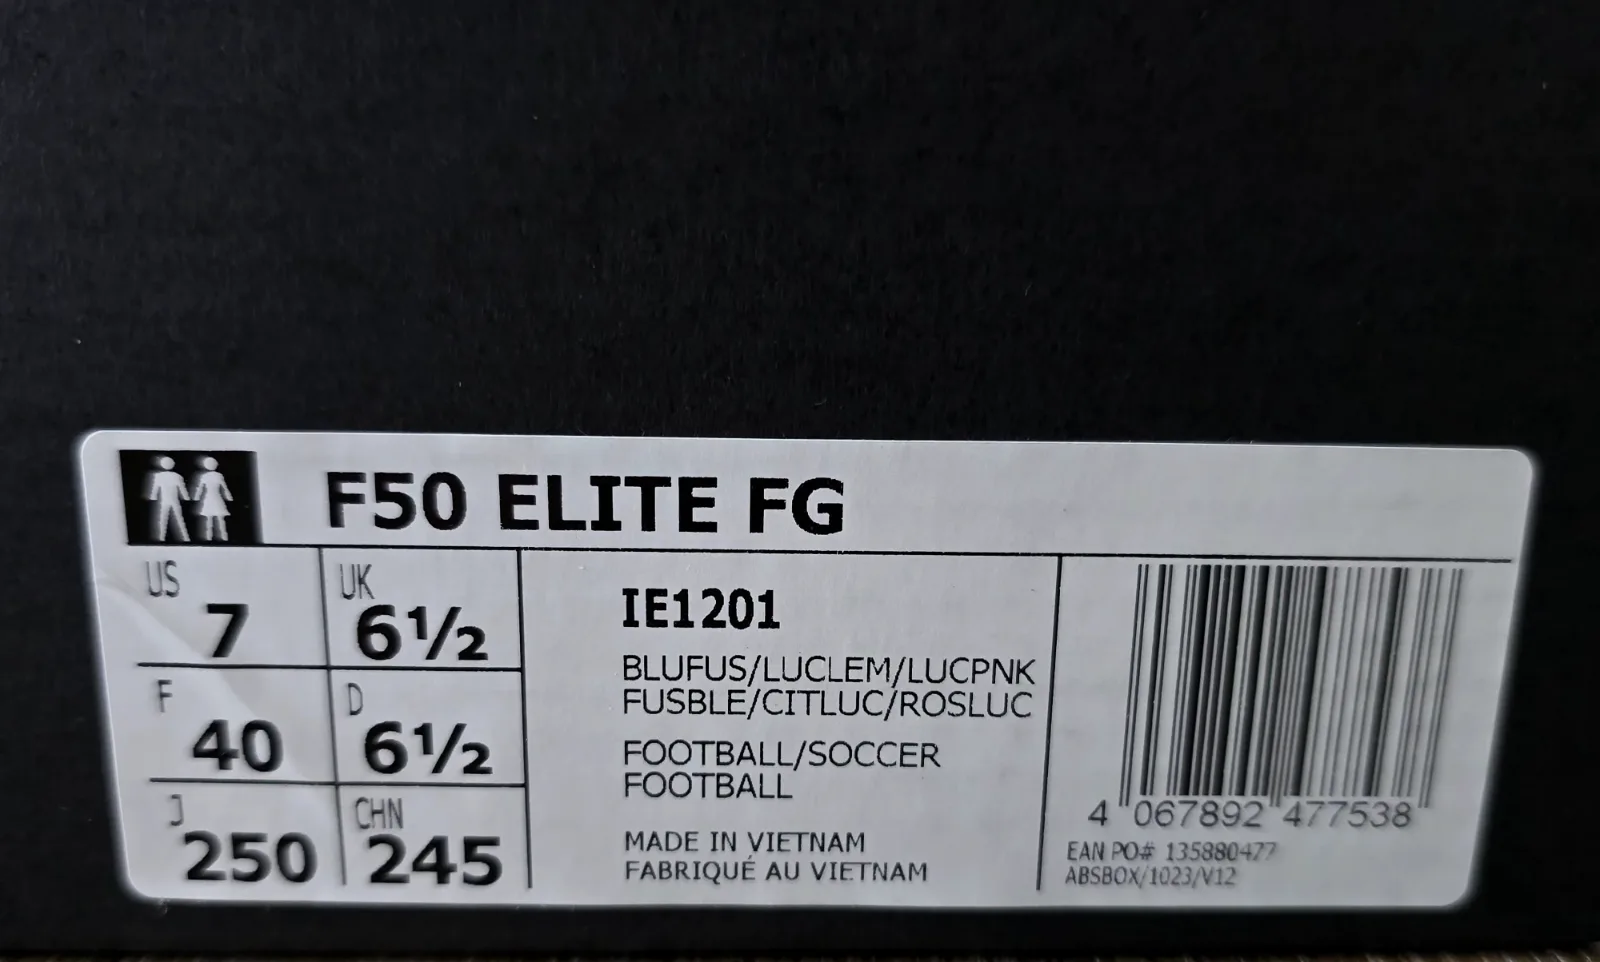 F50 ELITE FG
US 7
UK 6½
F 40
D 6½
J 250
CHN 245
IE1201
BLUFUS/LUCLEM/LUCPNK
FUSBLE/CITLUC/ROSLUC
FOOTBALL/SOCCER
FOOTBALL
MADE IN VIETNAM
FABRIQUÉ AU VIETNAM
4 067892 477538
EAN PO# 135880477
ABSBOX/1023/V12